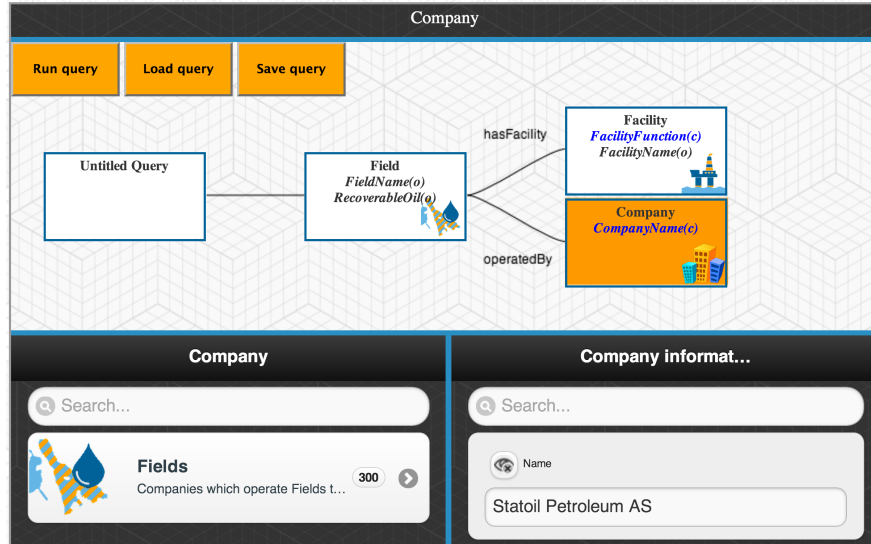 Company
Run query
Load query
Save query
Untitled Query
Field
FieldName(o)
RecoverableOil(o)
hasFacility
Facility
FacilityFunction(c)
FacilityName(o)
operatedBy
Company
CompanyName(c)
Company
Search...
Fields
Companies which operate Fields t...
300
Company informat...
Search...
Name
Statoil Petroleum AS